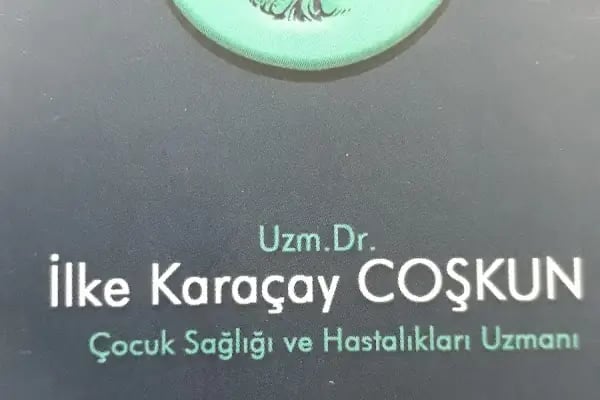 Uzm.Dr.
İlke Karaçay COŞKUN
Çocuk Sağlığı ve Hastalıkları Uzmanı